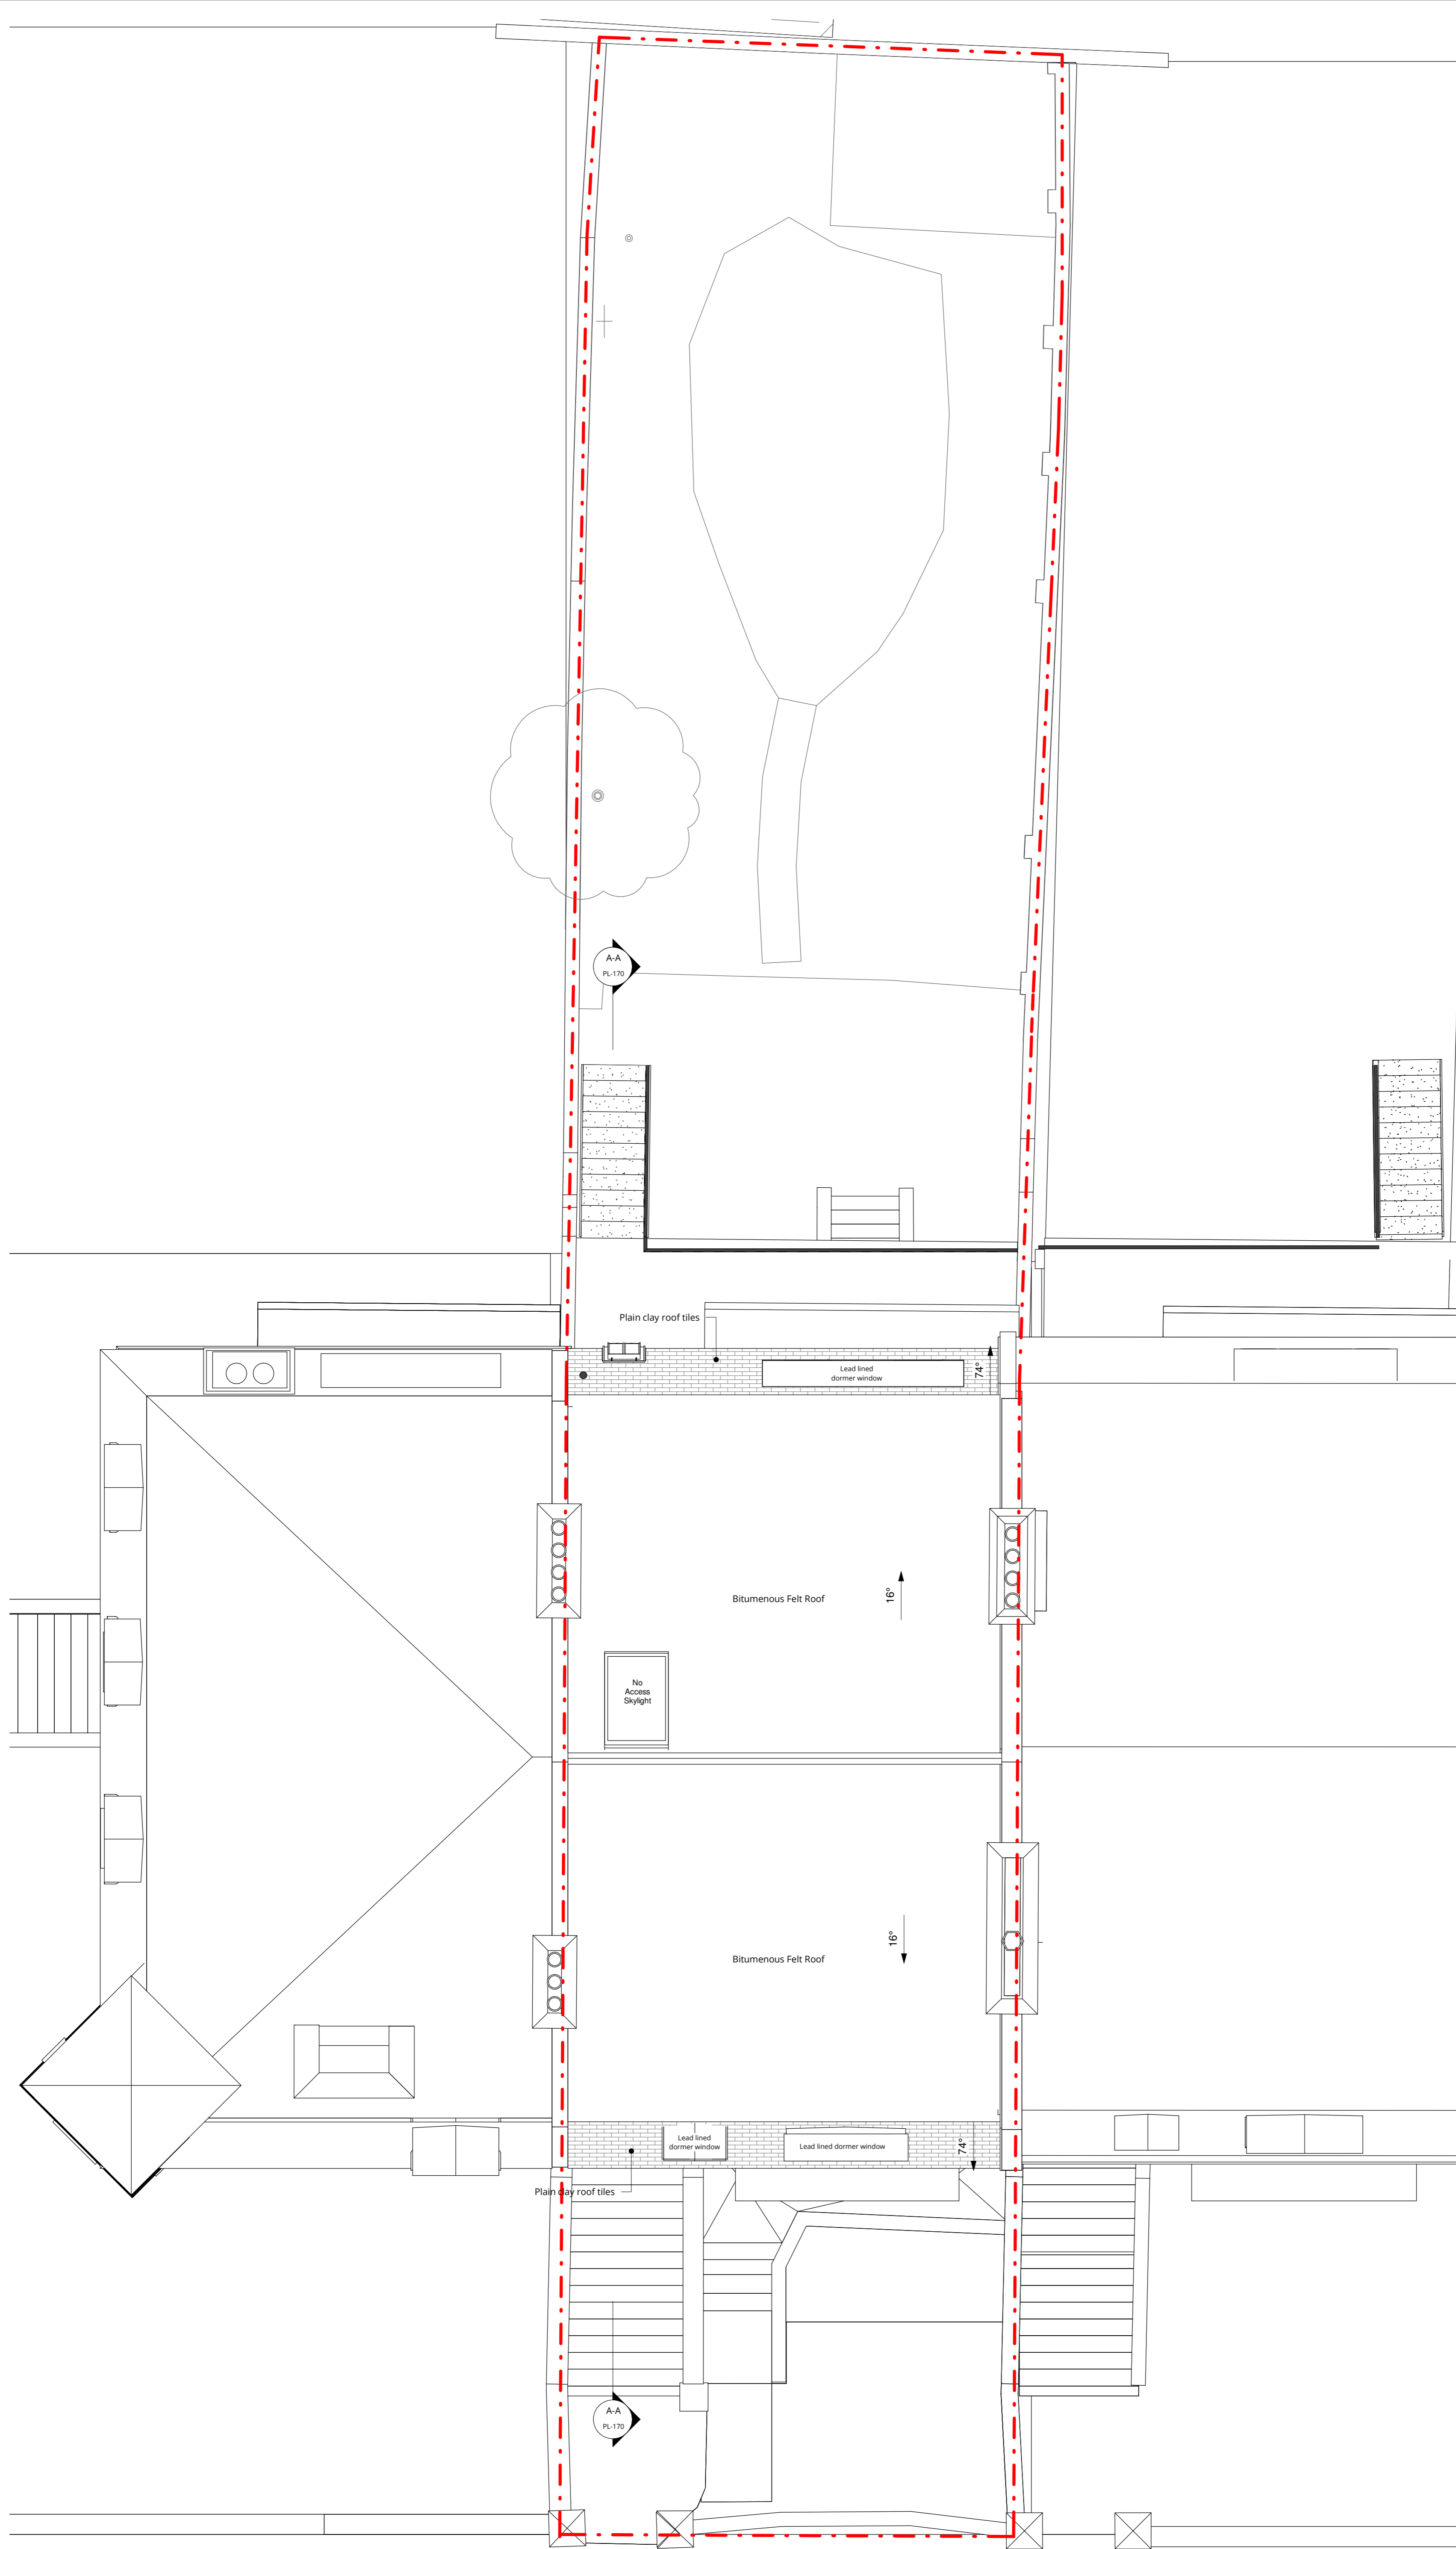 A-A
PL-170
Plain clay roof tiles
Lead lined
dormer window
74°
Bitumenous Felt Roof
16°
No
Access
Skylight
16°
Bitumenous Felt Roof
Lead lined
dormer window
Lead lined dormer window
74°
Plain clay roof tiles
A-A
PL-170